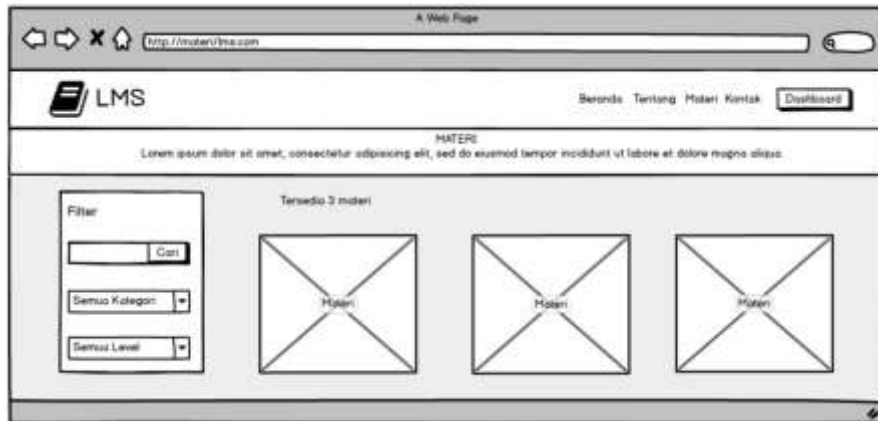 A Web Page
http://materi/lms.com
LMS
Beranda Tentang Materi Kontak Dashboard
MATERI
Lorem ipsum dolor sit amet, consectetur adipisicing elit, sed do eiusmod tempor incididunt ut labore et dolore magna aliqua.
Filter
Cari
Semua Kategori
Semua Level
Tersedia 3 materi
Materi
Materi
Materi